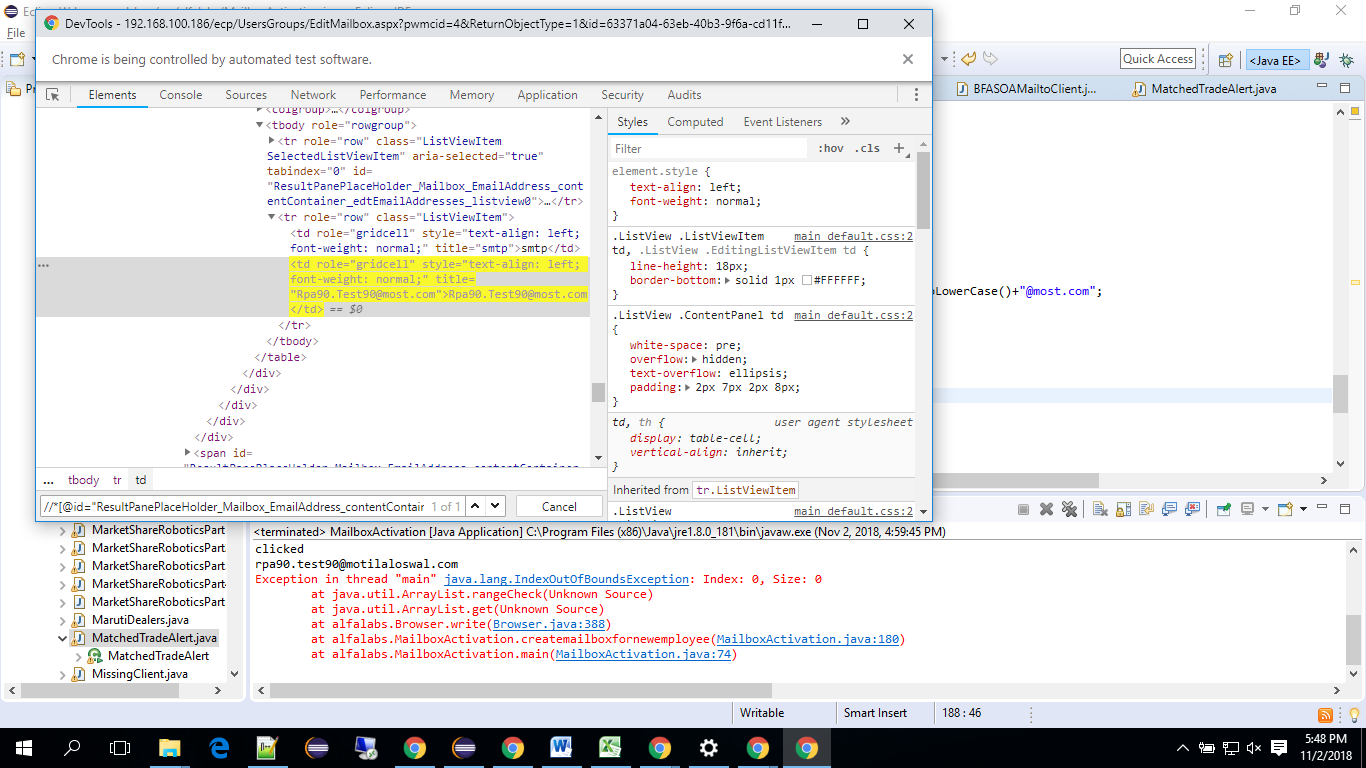 DevTools - 192.168.100.186/ecp/UsersGroups/EditMailbox.aspx?pwmcid=4&ReturnObjectType=1&id=63371a04-63eb-40b3-9f6a-cd11f...
File
Chrome is being controlled by automated test software.
Quick Access
<Java EE>
Elements
Console
Sources
Network
Performance
Memory
Application
Security
Audits
BFASOAMailtoClient.j...
MatchedTradeAlert.java
<colgroup>…</colgroup>
<tbody role="rowgroup">
<tr role="row" class="ListViewItem
SelectedListViewItem" aria-selected="true"
tabindex="0" id=
"ResultPanePlaceHolder_Mailbox_EmailAddress_cont
entContainer_edtEmailAddresses_listview0">…</tr>
<tr role="row" class="ListViewItem">
<td role="gridcell" style="text-align: left;
font-weight: normal;" title="smtp">smtp</td>
<td role="gridcell" style="text-align: left;
font-weight: normal;" title=
"Rpa90.Test90@most.com">Rpa90.Test90@most.com
</td> == $0
</tr>
</tbody>
</table>
</div>
</div>
</div>
</div>
</div>
<span id=
... tbody tr td
//*[@id="ResultPanePlaceHolder_Mailbox_EmailAddress_contentContair 1 of 1
Cancel
Styles
Computed
Event Listeners
»
Filter
:hov .cls +
element.style {
text-align: left;
font-weight: normal;
}
.ListView .ListViewItem main_default.css:2
td, .ListView .EditingListViewItem td {
line-height: 18px;
border-bottom: solid 1px #FFFFFF;
}
.ListView .ContentPanel td main_default.css:2
{
white-space: pre;
overflow: hidden;
text-overflow: ellipsis;
padding: 2px 7px 2px 8px;
}
td, th { user agent stylesheet
display: table-cell;
vertical-align: inherit;
}
Inherited from tr.ListViewItem
.ListView main_default.css:2
LowerCase()+"@most.com";
MarketShareRoboticsPart
MarketShareRoboticsPart
MarketShareRoboticsPart
MarketShareRoboticsPart
MarketShareRoboticsPart
MarutiDealers.java
MatchedTradeAlert.java
MatchedTradeAlert
MissingClient.java
<terminated> MailboxActivation [Java Application] C:\Program Files (x86)\Java\jre1.8.0_181\bin\javaw.exe (Nov 2, 2018, 4:59:45 PM)
clicked
rpa90.test90@motilaloswal.com
Exception in thread "main" java.lang.IndexOutOfBoundsException: Index: 0, Size: 0
at java.util.ArrayList.rangeCheck(Unknown Source)
at java.util.ArrayList.get(Unknown Source)
at alfalabs.Browser.write(Browser.java:388)
at alfalabs.MailboxActivation.createmailboxfornewemployee(MailboxActivation.java:180)
at alfalabs.MailboxActivation.main(MailboxActivation.java:74)
Writable
Smart Insert
188 : 46
5:48 PM
11/2/2018